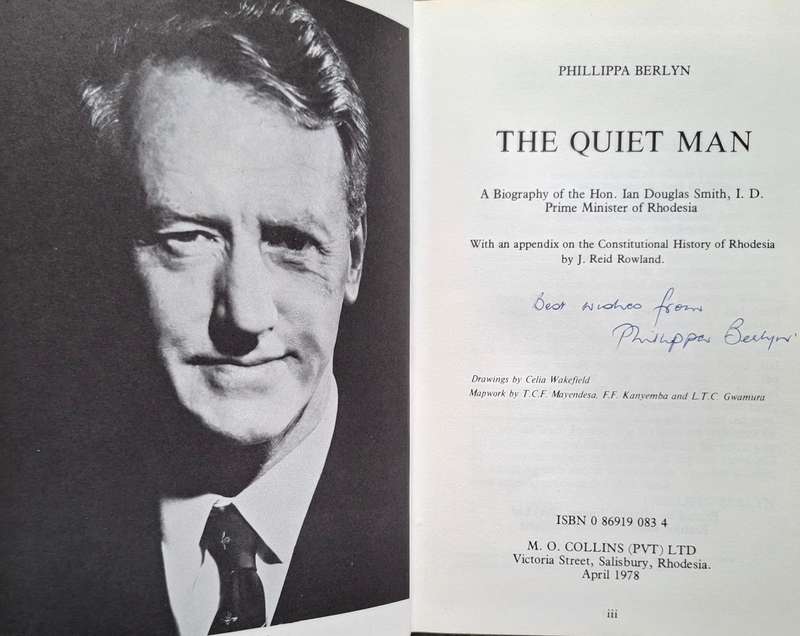 PHILLIPPA BERLYN
THE QUIET MAN
A Biography of the Hon. Ian Douglas Smith, I. D.
Prime Minister of Rhodesia
With an appendix on the Constitutional History of Rhodesia
by J. Reid Rowland.
Best wishes from
Phillippa Berlyn.
Drawings by Celia Wakefield
Mapwork by T.C.F. Mayendesa, F.F. Kanyemba and L.T.C. Gwamura
ISBN 0 86919 083 4
M. O. COLLINS (PVT) LTD
Victoria Street, Salisbury, Rhodesia.
April 1978
iii